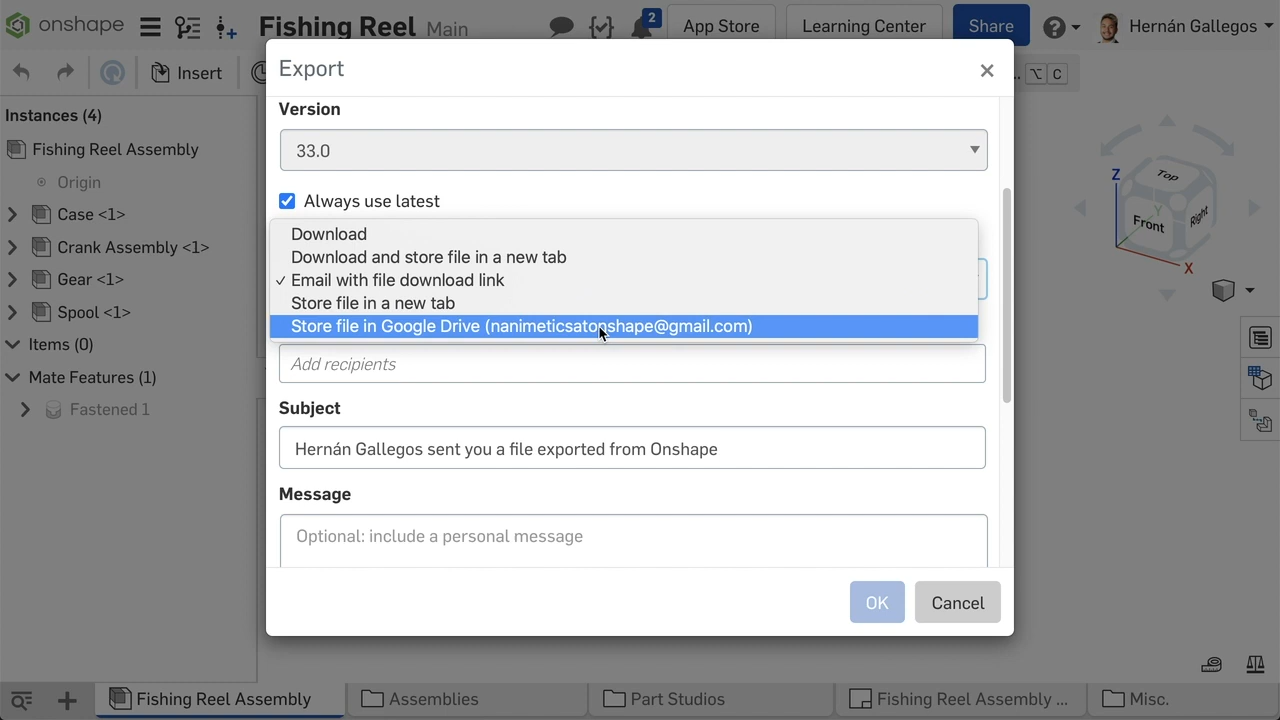 onshape
Fishing Reel Main
2
App Store
Learning Center
Share
Hernán Gallegos
Insert
Export
.. ⌥ C
Instances (4)
Fishing Reel Assembly
Origin
Case <1>
Crank Assembly <1>
Gear <1>
Spool <1>
Items (0)
Mate Features (1)
Fastened 1
Version
33.0
Always use latest
Download
Download and store file in a new tab
✓ Email with file download link
Store file in a new tab
Store file in Google Drive (nanimeticsatonshape@gmail.com)
Add recipients
Subject
Hernán Gallegos sent you a file exported from Onshape
Message
Optional: include a personal message
OK
Cancel
Z
Top
Y
Front
Right
X
Fishing Reel Assembly
Assemblies
Part Studios
Fishing Reel Assembly ...
Misc.